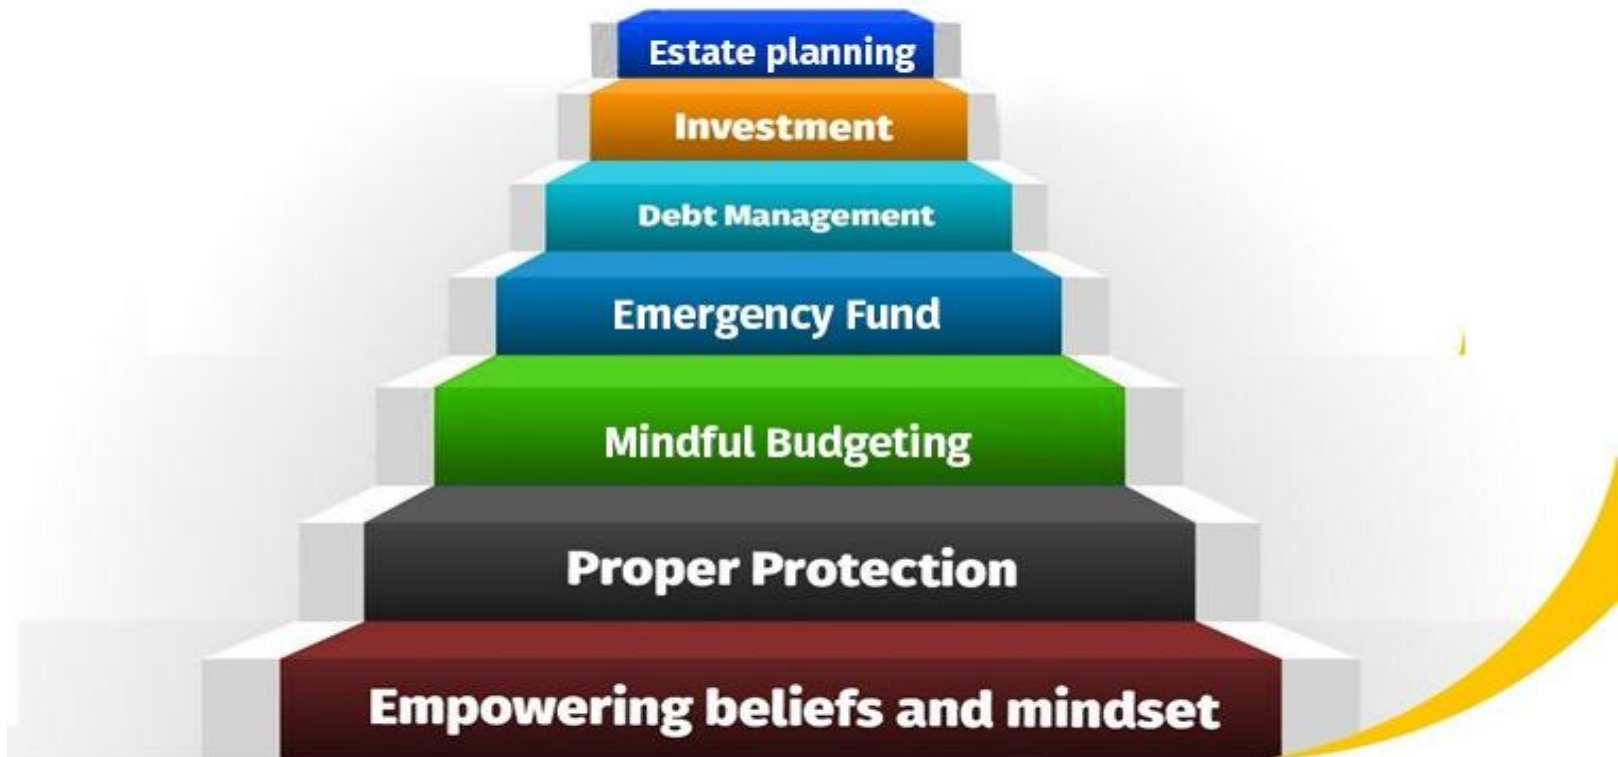 Estate planning
Investment
Debt Management
Emergency Fund
Mindful Budgeting
Proper Protection
Empowering beliefs and mindset